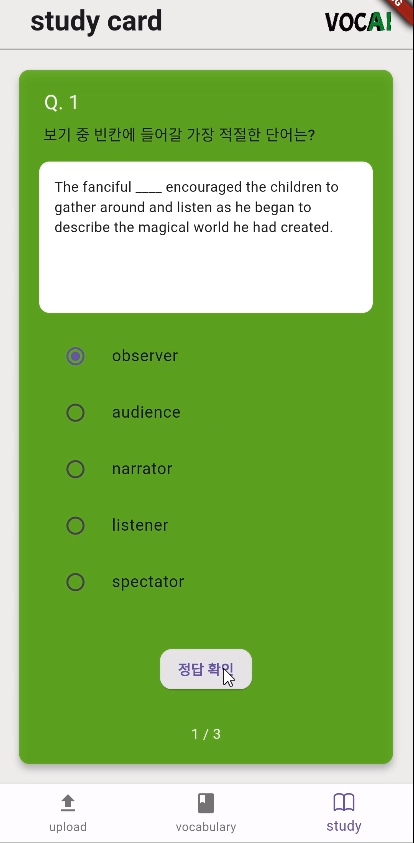 study card
VOCAI
Q. 1
보기 중 빈칸에 들어갈 가장 적절한 단어는?
The fanciful ____ encouraged the children to
gather around and listen as he began to
describe the magical world he had created.
observer
audience
narrator
listener
spectator
정답 확인
1 / 3
upload
vocabulary
study